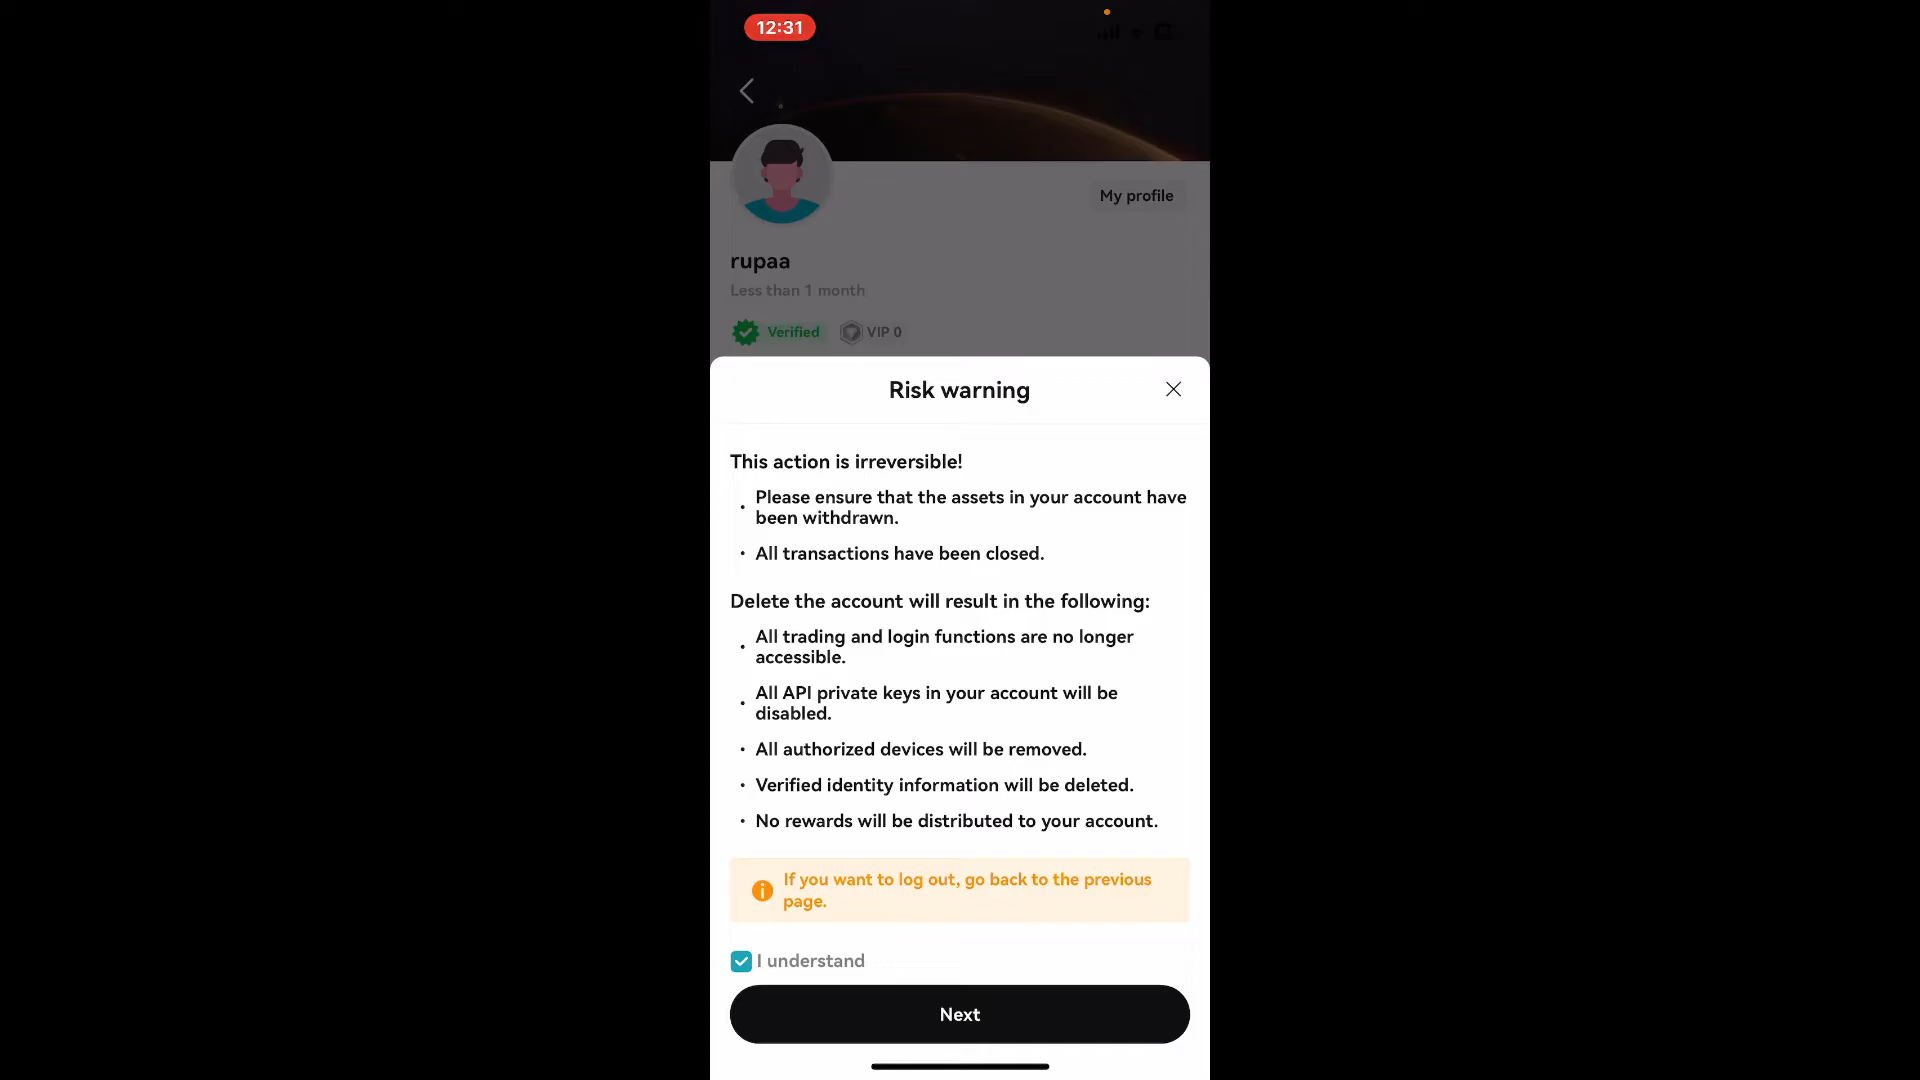 12:31
My profile
rupaa
Less than 1 month
Verified VIP 0
Risk warning
This action is irreversible!
• Please ensure that the assets in your account have
been withdrawn.
• All transactions have been closed.
Delete the account will result in the following:
• All trading and login functions are no longer
accessible.
• All API private keys in your account will be
disabled.
• All authorized devices will be removed.
• Verified identity information will be deleted.
• No rewards will be distributed to your account.
If you want to log out, go back to the previous
page.
I understand
Next